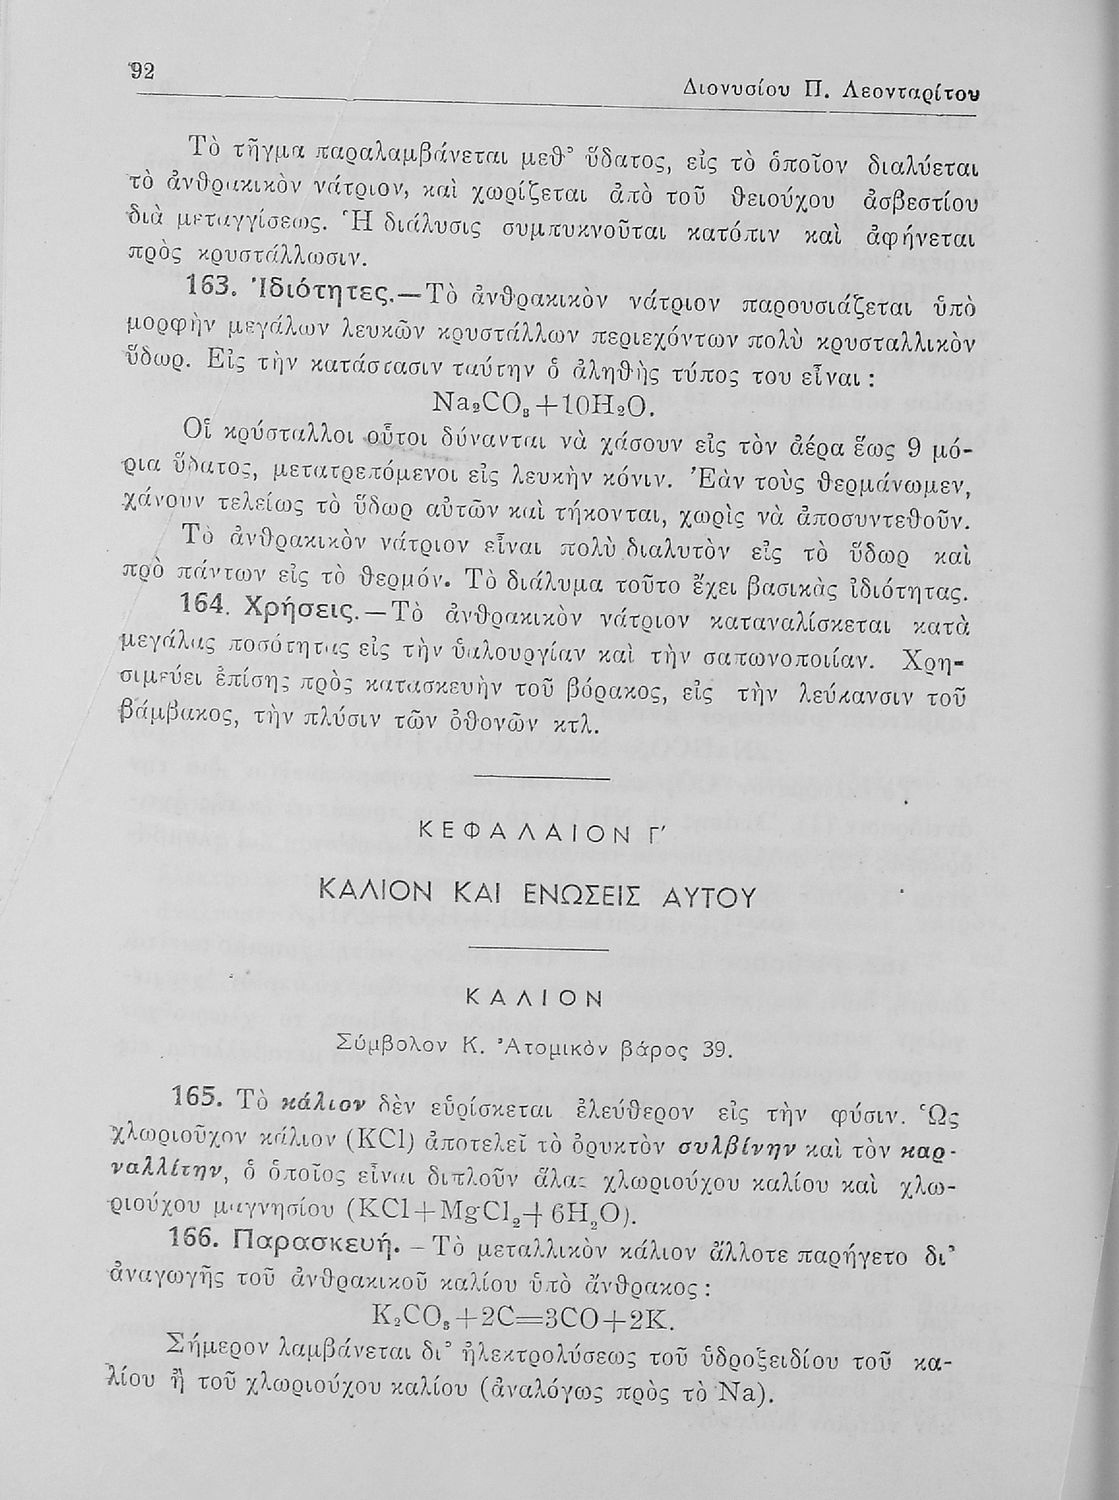 92
Διονυσίου Π. Λεονταρίτου
Τὸ τῆγμα παραλαμβάνεται μεθ’ ὕδατος, εἰς τὸ ὁποῖον διαλύεται
τὸ ἀνθρακικὸν νάτριον, καὶ χωρίζεται ἀπὸ τοῦ θειούχου ἀσβεστίου
διὰ μεταγγίσεως. Ἡ διάλυσις συμπυκνοῦται κατόπιν καὶ ἀφήνεται
πρὸς κρυστάλλωσιν.
163. Ἰδιότητες.—Τὸ ἀνθρακικὸν νάτριον παρουσιάζεται ὑπὸ
μορφὴν μεγάλων λευκῶν κρυστάλλων περιεχόντων πολὺ κρυσταλλικὸν
ὕδωρ. Εἰς τὴν κατάστασιν ταύτην ὁ ἀληθὴς τύπος του εἶναι :
Na₂CO₃+10H₂O.
Οἱ κρύσταλλοι οὗτοι δύνανται νὰ χάσουν εἰς τὸν ἀέρα ἕως 9 μό-
ρια ὕδατος, μετατρεπόμενοι εἰς λευκὴν κόνιν. Ἐὰν τοὺς θερμάνωμεν,
χάνουν τελείως τὸ ὕδωρ αὐτῶν καὶ τήκονται, χωρὶς νὰ ἀποσυντεθοῦν.
Τὸ ἀνθρακικὸν νάτριον εἶναι πολὺ διαλυτὸν εἰς τὸ ὕδωρ καὶ
πρὸ πάντων εἰς τὸ θερμόν. Τὸ διάλυμα τοῦτο ἔχει βασικὰς ἰδιότητας.
164. Χρήσεις.—Τὸ ἀνθρακικὸν νάτριον καταναλίσκεται κατὰ
μεγάλας ποσότητας εἰς τὴν ὑαλουργίαν καὶ τὴν σαπωνοποιίαν. Χρη-
σιμεύει ἐπίσης πρὸς κατασκευὴν τοῦ βόρακος, εἰς τὴν λεύκανσιν τοῦ
βάμβακος, τὴν πλύσιν τῶν ὀθονῶν κτλ.
ΚΕΦΑΛΑΙΟΝ Γ′
ΚΑΛΙΟΝ ΚΑΙ ΕΝΩΣΕΙΣ ΑΥΤΟΥ
ΚΑΛΙΟΝ
Σύμβολον Κ. Ἀτομικὸν βάρος 39.
165. Τὸ κάλιον δὲν εὑρίσκεται ἐλεύθερον εἰς τὴν φύσιν. Ὡς
χλωριοῦχον κάλιον (KCl) ἀποτελεῖ τὸ ὀρυκτὸν συλβίνην καὶ τὸν καρ-
ναλλίτην, ὁ ὁποῖος εἶναι διπλοῦν ἅλας χλωριούχου καλίου καὶ χλω-
ριούχου μαγνησίου (KCl+MgCl₂+6H₂O).
166. Παρασκευή. – Τὸ μεταλλικὸν κάλιον ἄλλοτε παρήγετο δι’
ἀναγωγῆς τοῦ ἀνθρακικοῦ καλίου ὑπὸ ἄνθρακος :
K₂CO₃+2C=3CO+2K.
Σήμερον λαμβάνεται δι’ ἠλεκτρολύσεως τοῦ ὑδροξειδίου τοῦ κα-
λίου ἢ τοῦ χλωριούχου καλίου (ἀναλόγως πρὸς τὸ Na).